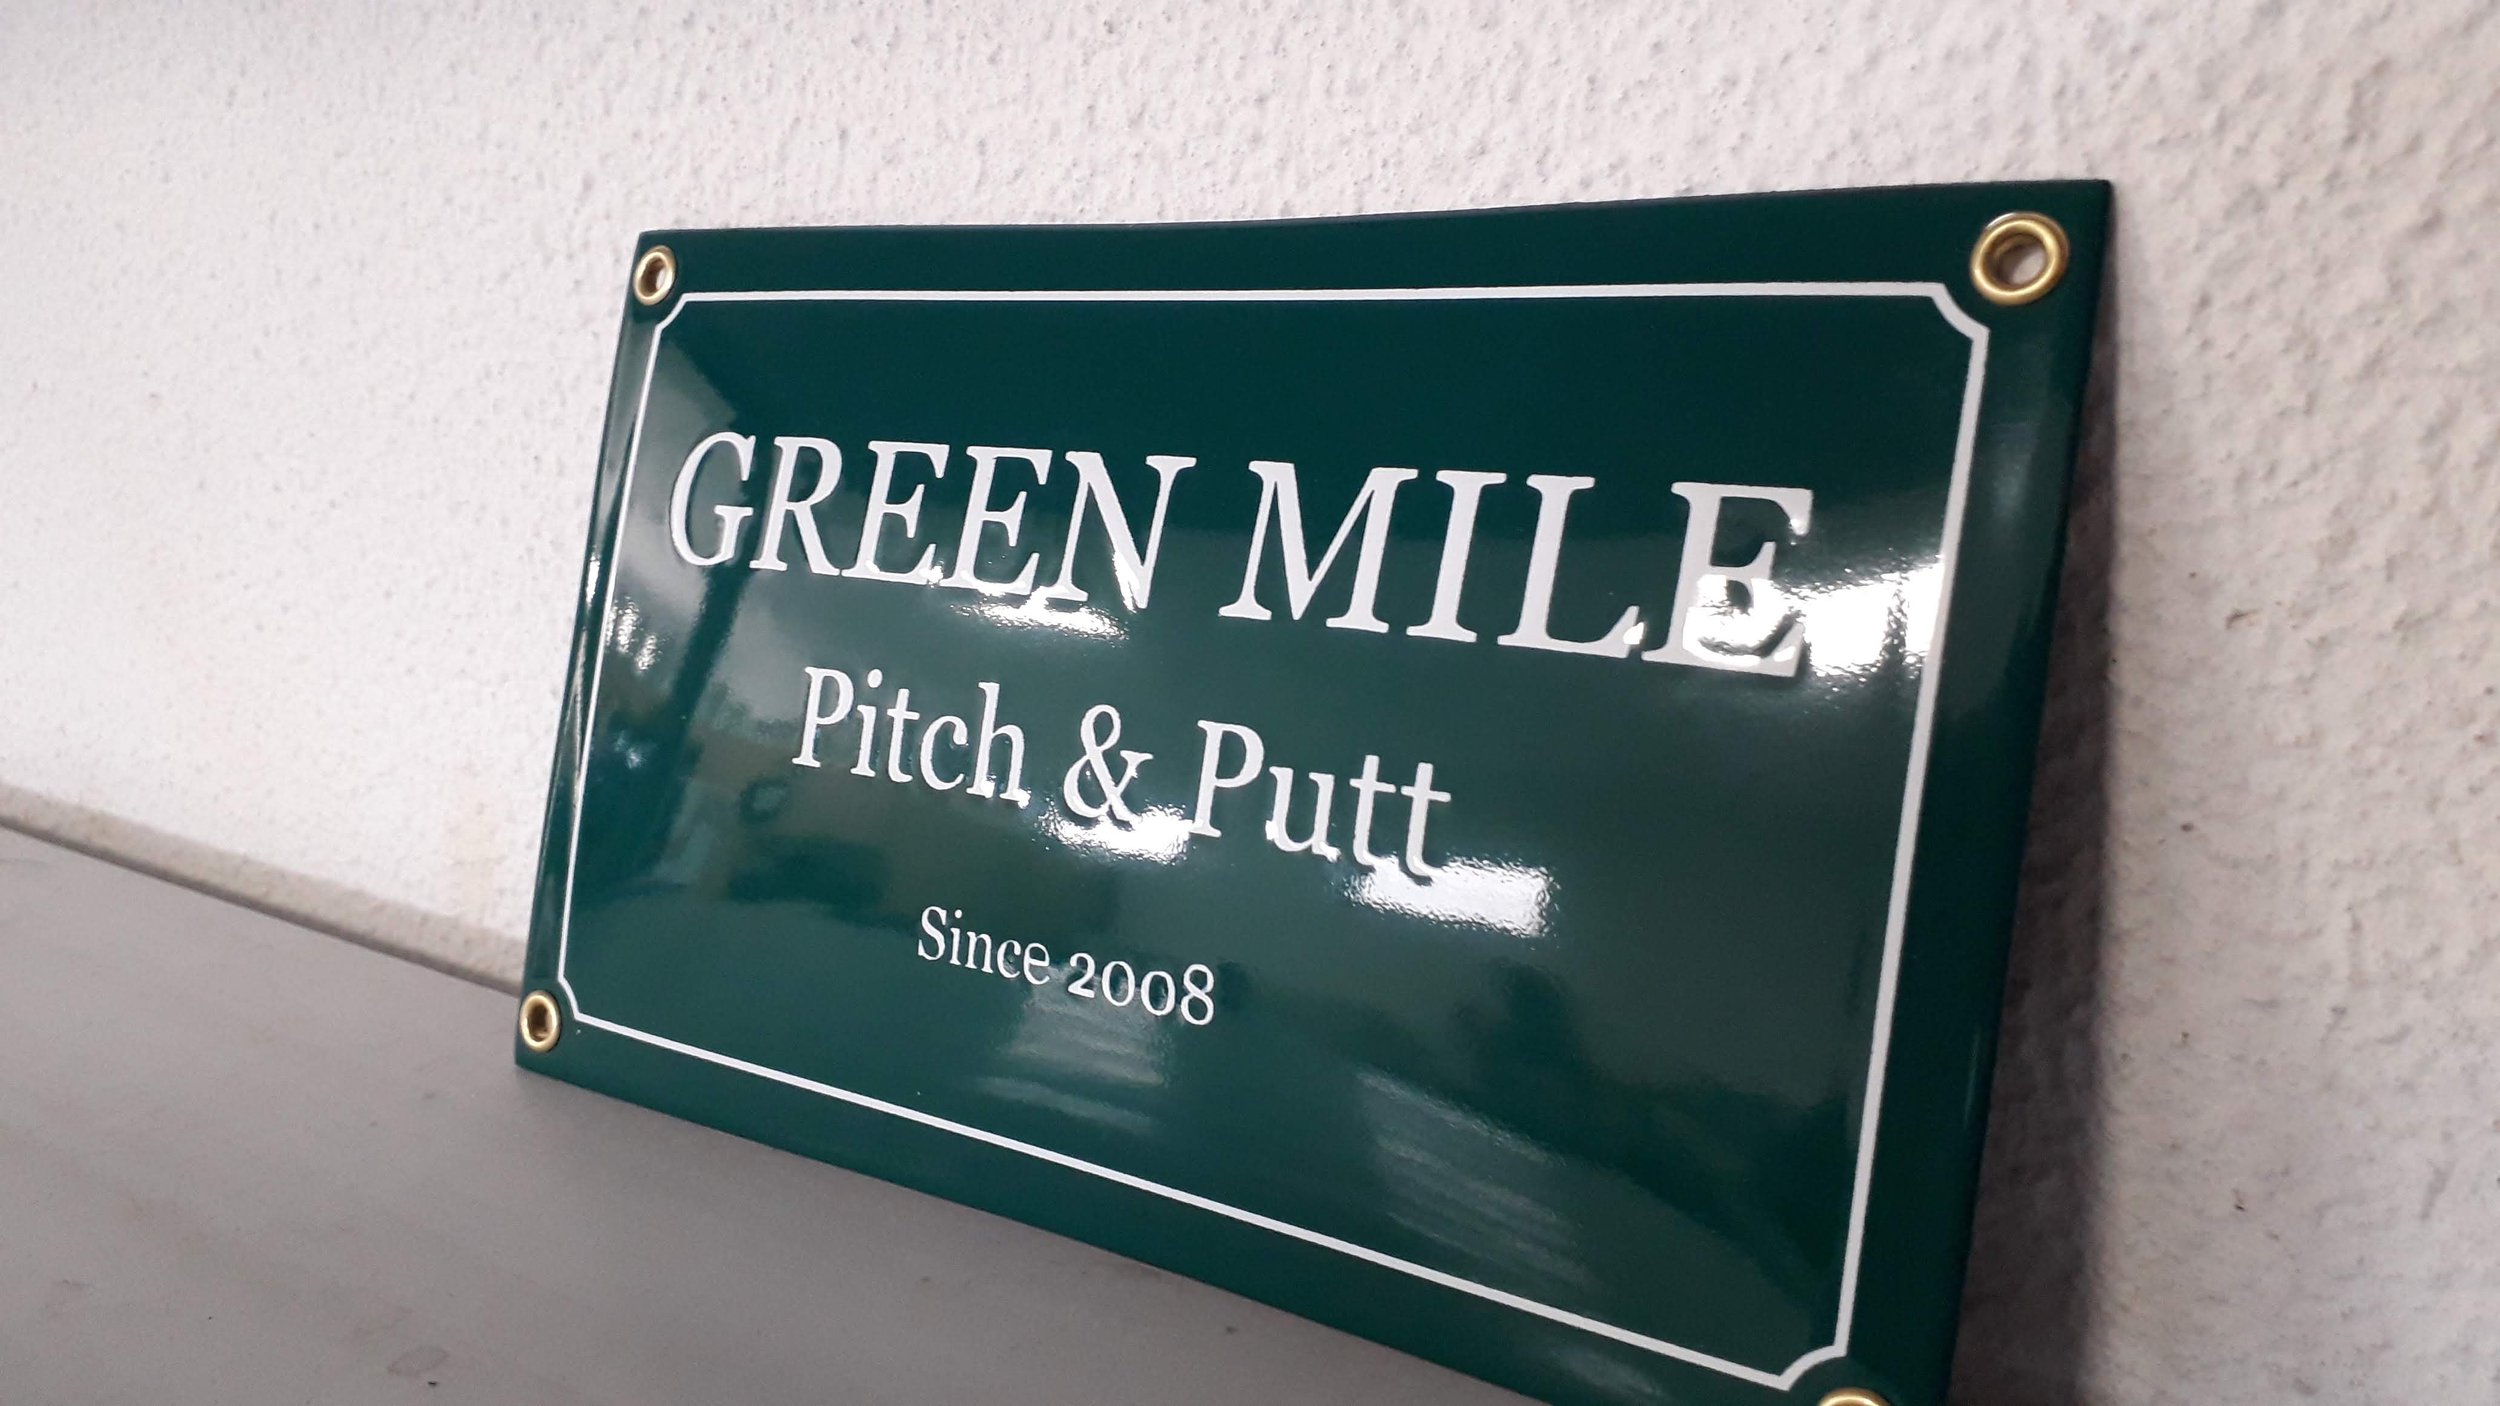 GREEN MILE
Pitch & Putt
Since 2008